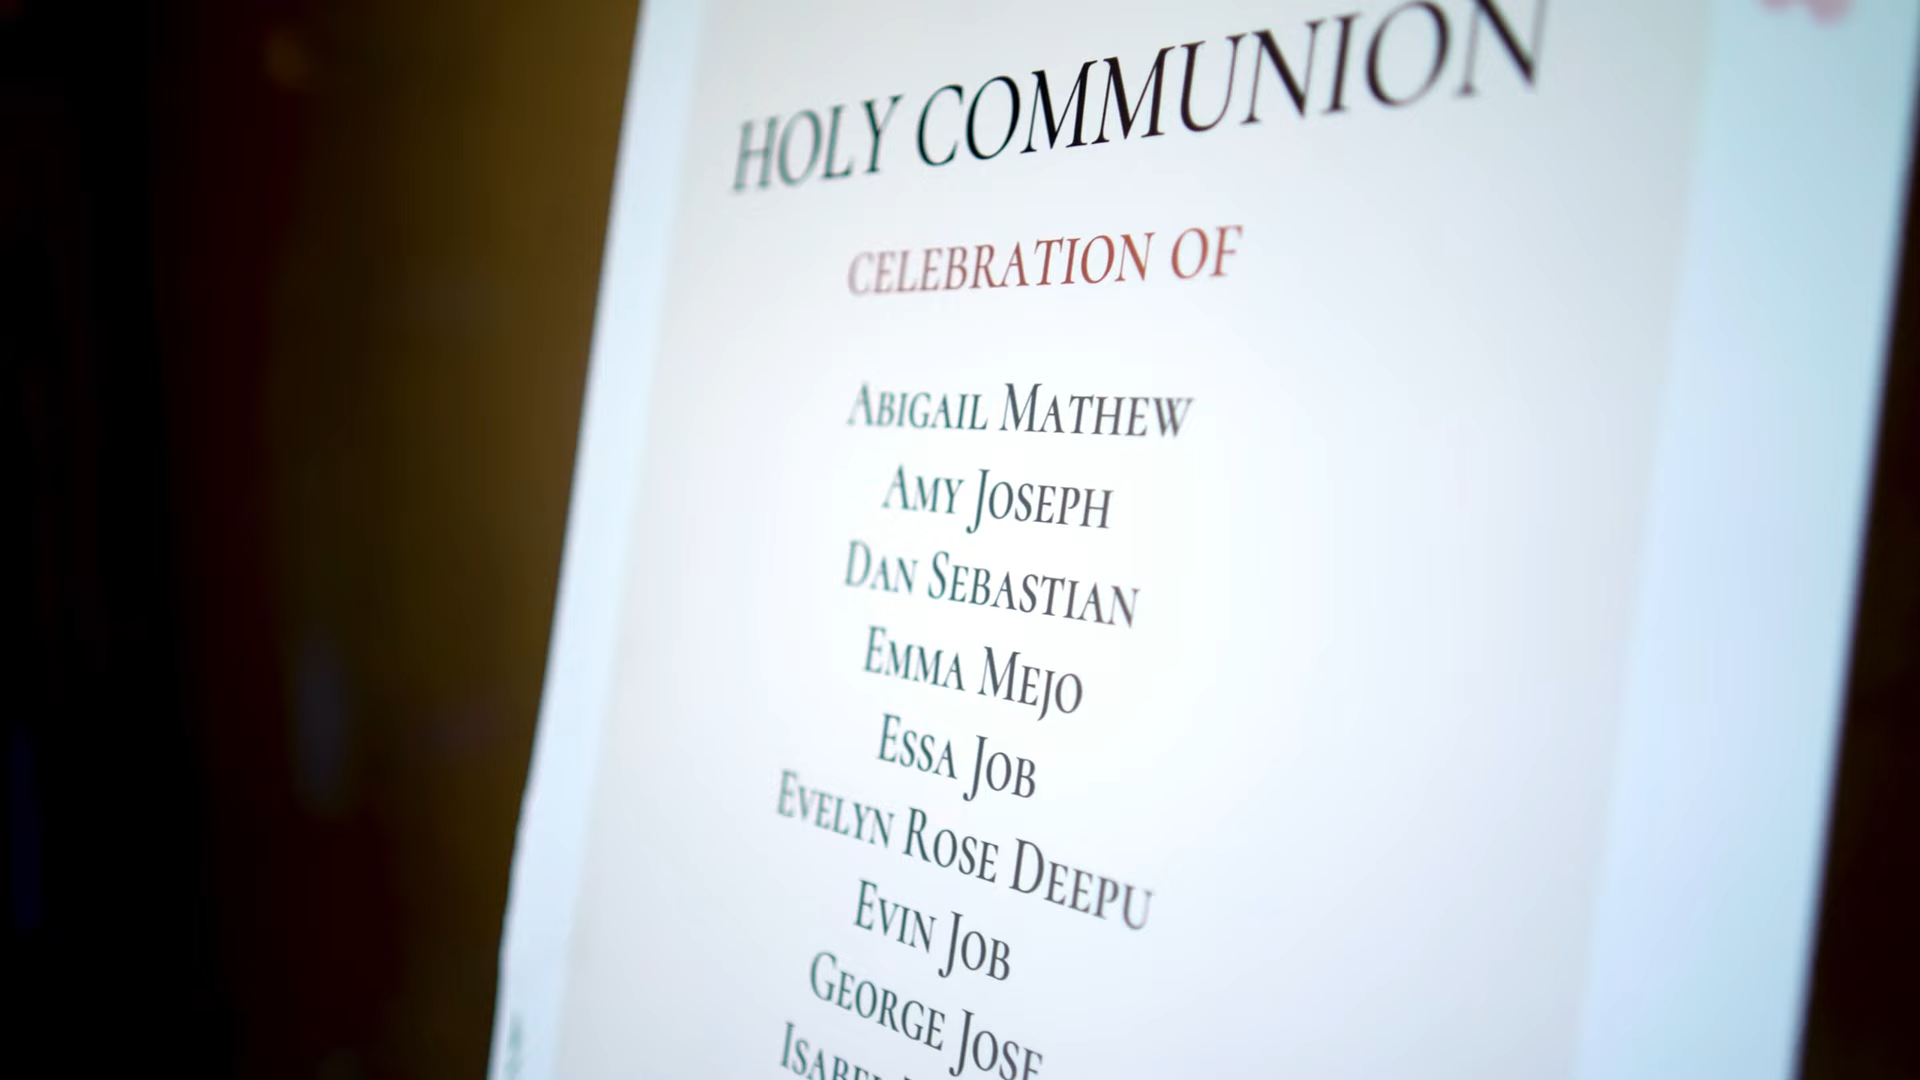 HOLY COMMUNION
CELEBRATION OF
ABIGAIL MATHEW
AMY JOSEPH
DAN SEBASTIAN
EMMA MEJO
ESSA JOB
EVELYN ROSE DEEPU
EVIN JOB
GEORGE JOSE